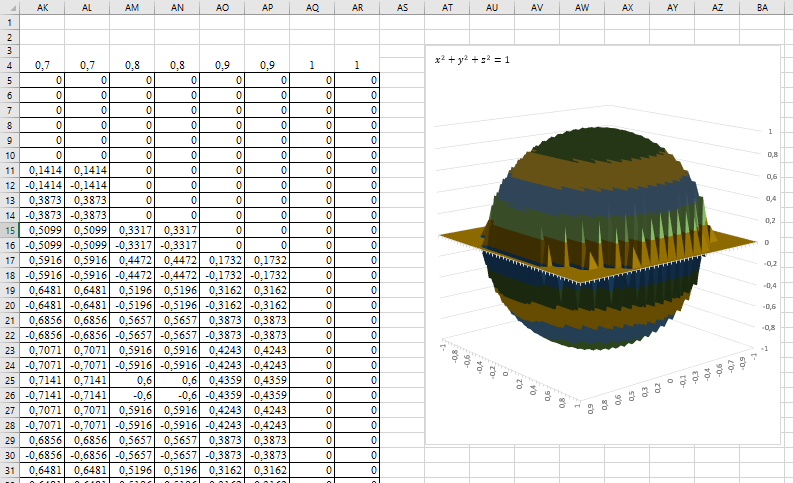 AK AL AM AN AO AP AQ AR AS AT AU AV AW AX AY AZ BA
1
2
3
4 0,7 0,7 0,8 0,8 0,9 0,9 1 1
5 0 0 0 0 0 0 0 0
6 0 0 0 0 0 0 0 0
7 0 0 0 0 0 0 0 0
8 0 0 0 0 0 0 0 0
9 0 0 0 0 0 0 0 0
10 0 0 0 0 0 0 0 0
11 0,1414 0,1414 0 0 0 0 0 0
12 -0,1414 -0,1414 0 0 0 0 0 0
13 0,3873 0,3873 0 0 0 0 0 0
14 -0,3873 -0,3873 0 0 0 0 0 0
15 0,5099 0,5099 0,3317 0,3317 0 0 0 0
16 -0,5099 -0,5099 -0,3317 -0,3317 0 0 0 0
17 0,5916 0,5916 0,4472 0,4472 0,1732 0,1732 0 0
18 -0,5916 -0,5916 -0,4472 -0,4472 -0,1732 -0,1732 0 0
19 0,6481 0,6481 0,5196 0,5196 0,3162 0,3162 0 0
20 -0,6481 -0,6481 -0,5196 -0,5196 -0,3162 -0,3162 0 0
21 0,6856 0,6856 0,5657 0,5657 0,3873 0,3873 0 0
22 -0,6856 -0,6856 -0,5657 -0,5657 -0,3873 -0,3873 0 0
23 0,7071 0,7071 0,5916 0,5916 0,4243 0,4243 0 0
24 -0,7071 -0,7071 -0,5916 -0,5916 -0,4243 -0,4243 0 0
25 0,7141 0,7141 0,6 0,6 0,4359 0,4359 0 0
26 -0,7141 -0,7141 -0,6 -0,6 -0,4359 -0,4359 0 0
27 0,7071 0,7071 0,5916 0,5916 0,4243 0,4243 0 0
28 -0,7071 -0,7071 -0,5916 -0,5916 -0,4243 -0,4243 0 0
29 0,6856 0,6856 0,5657 0,5657 0,3873 0,3873 0 0
30 -0,6856 -0,6856 -0,5657 -0,5657 -0,3873 -0,3873 0 0
31 0,6481 0,6481 0,5196 0,5196 0,3162 0,3162 0 0
x² + y² + z² = 1
1
0,8
0,6
0,4
0,2
0
-0,2
-0,4
-0,6
-0,8
-1
-1 -0,8 -0,6 -0,4 -0,2 0 0,2 0,4 0,6 0,8 1
0,9 0,8 0,6 0,5 0,3 0,2 0 -0,1 -0,3 -0,4 -0,6 -0,7 -0,9 -1